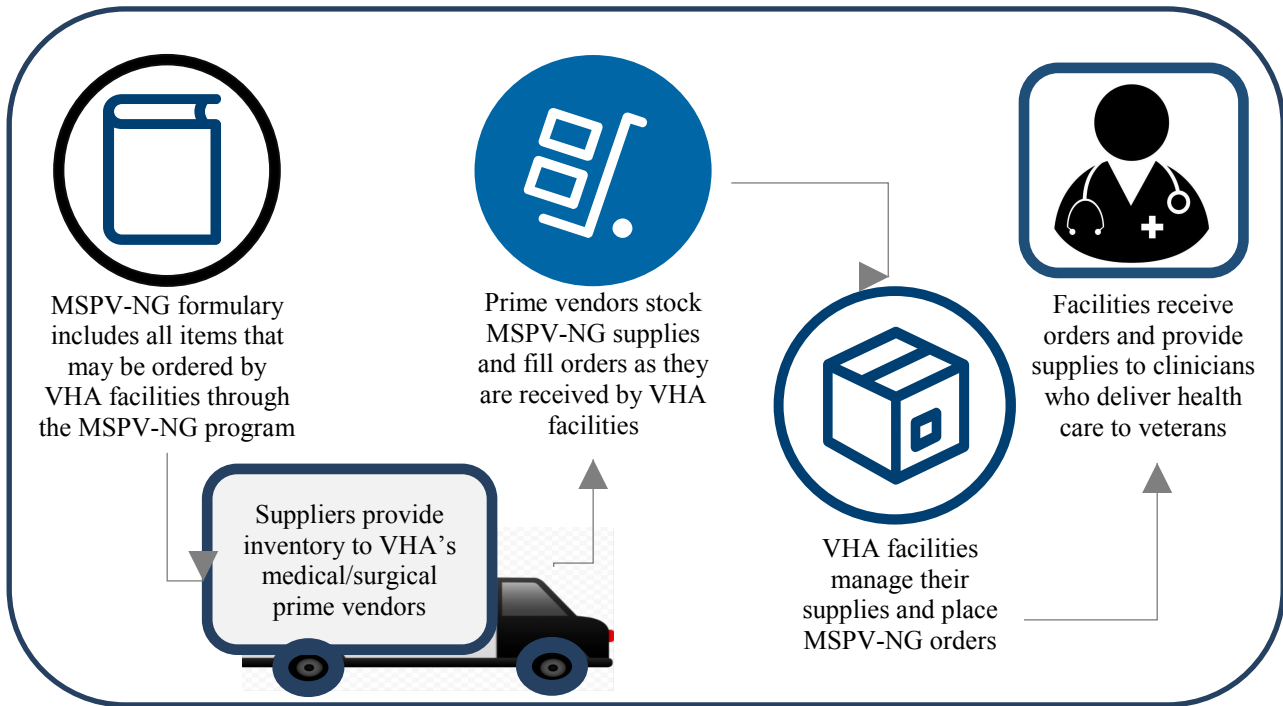 MSPV-NG formulary
includes all items that
may be ordered by
VHA facilities through
the MSPV-NG program
Suppliers provide
inventory to VHA’s
medical/surgical
prime vendors
Prime vendors stock
MSPV-NG supplies
and fill orders as they
are received by VHA
facilities
VHA facilities
manage their
supplies and place
MSPV-NG orders
Facilities receive
orders and provide
supplies to clinicians
who deliver health
care to veterans